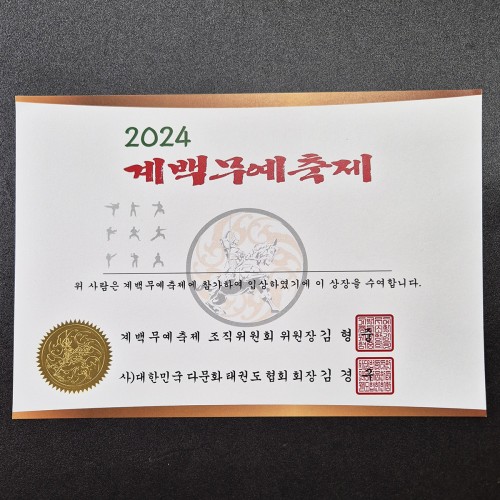 2024
계백무예축제
위 사람은 계백무예축제에 참가하여 입상하였기에 이 상장을 수여합니다.
계백무예축제 조직위원회 위원장 김 형 중
사)대한민국 다문화 태권도 협회 회장 김 경